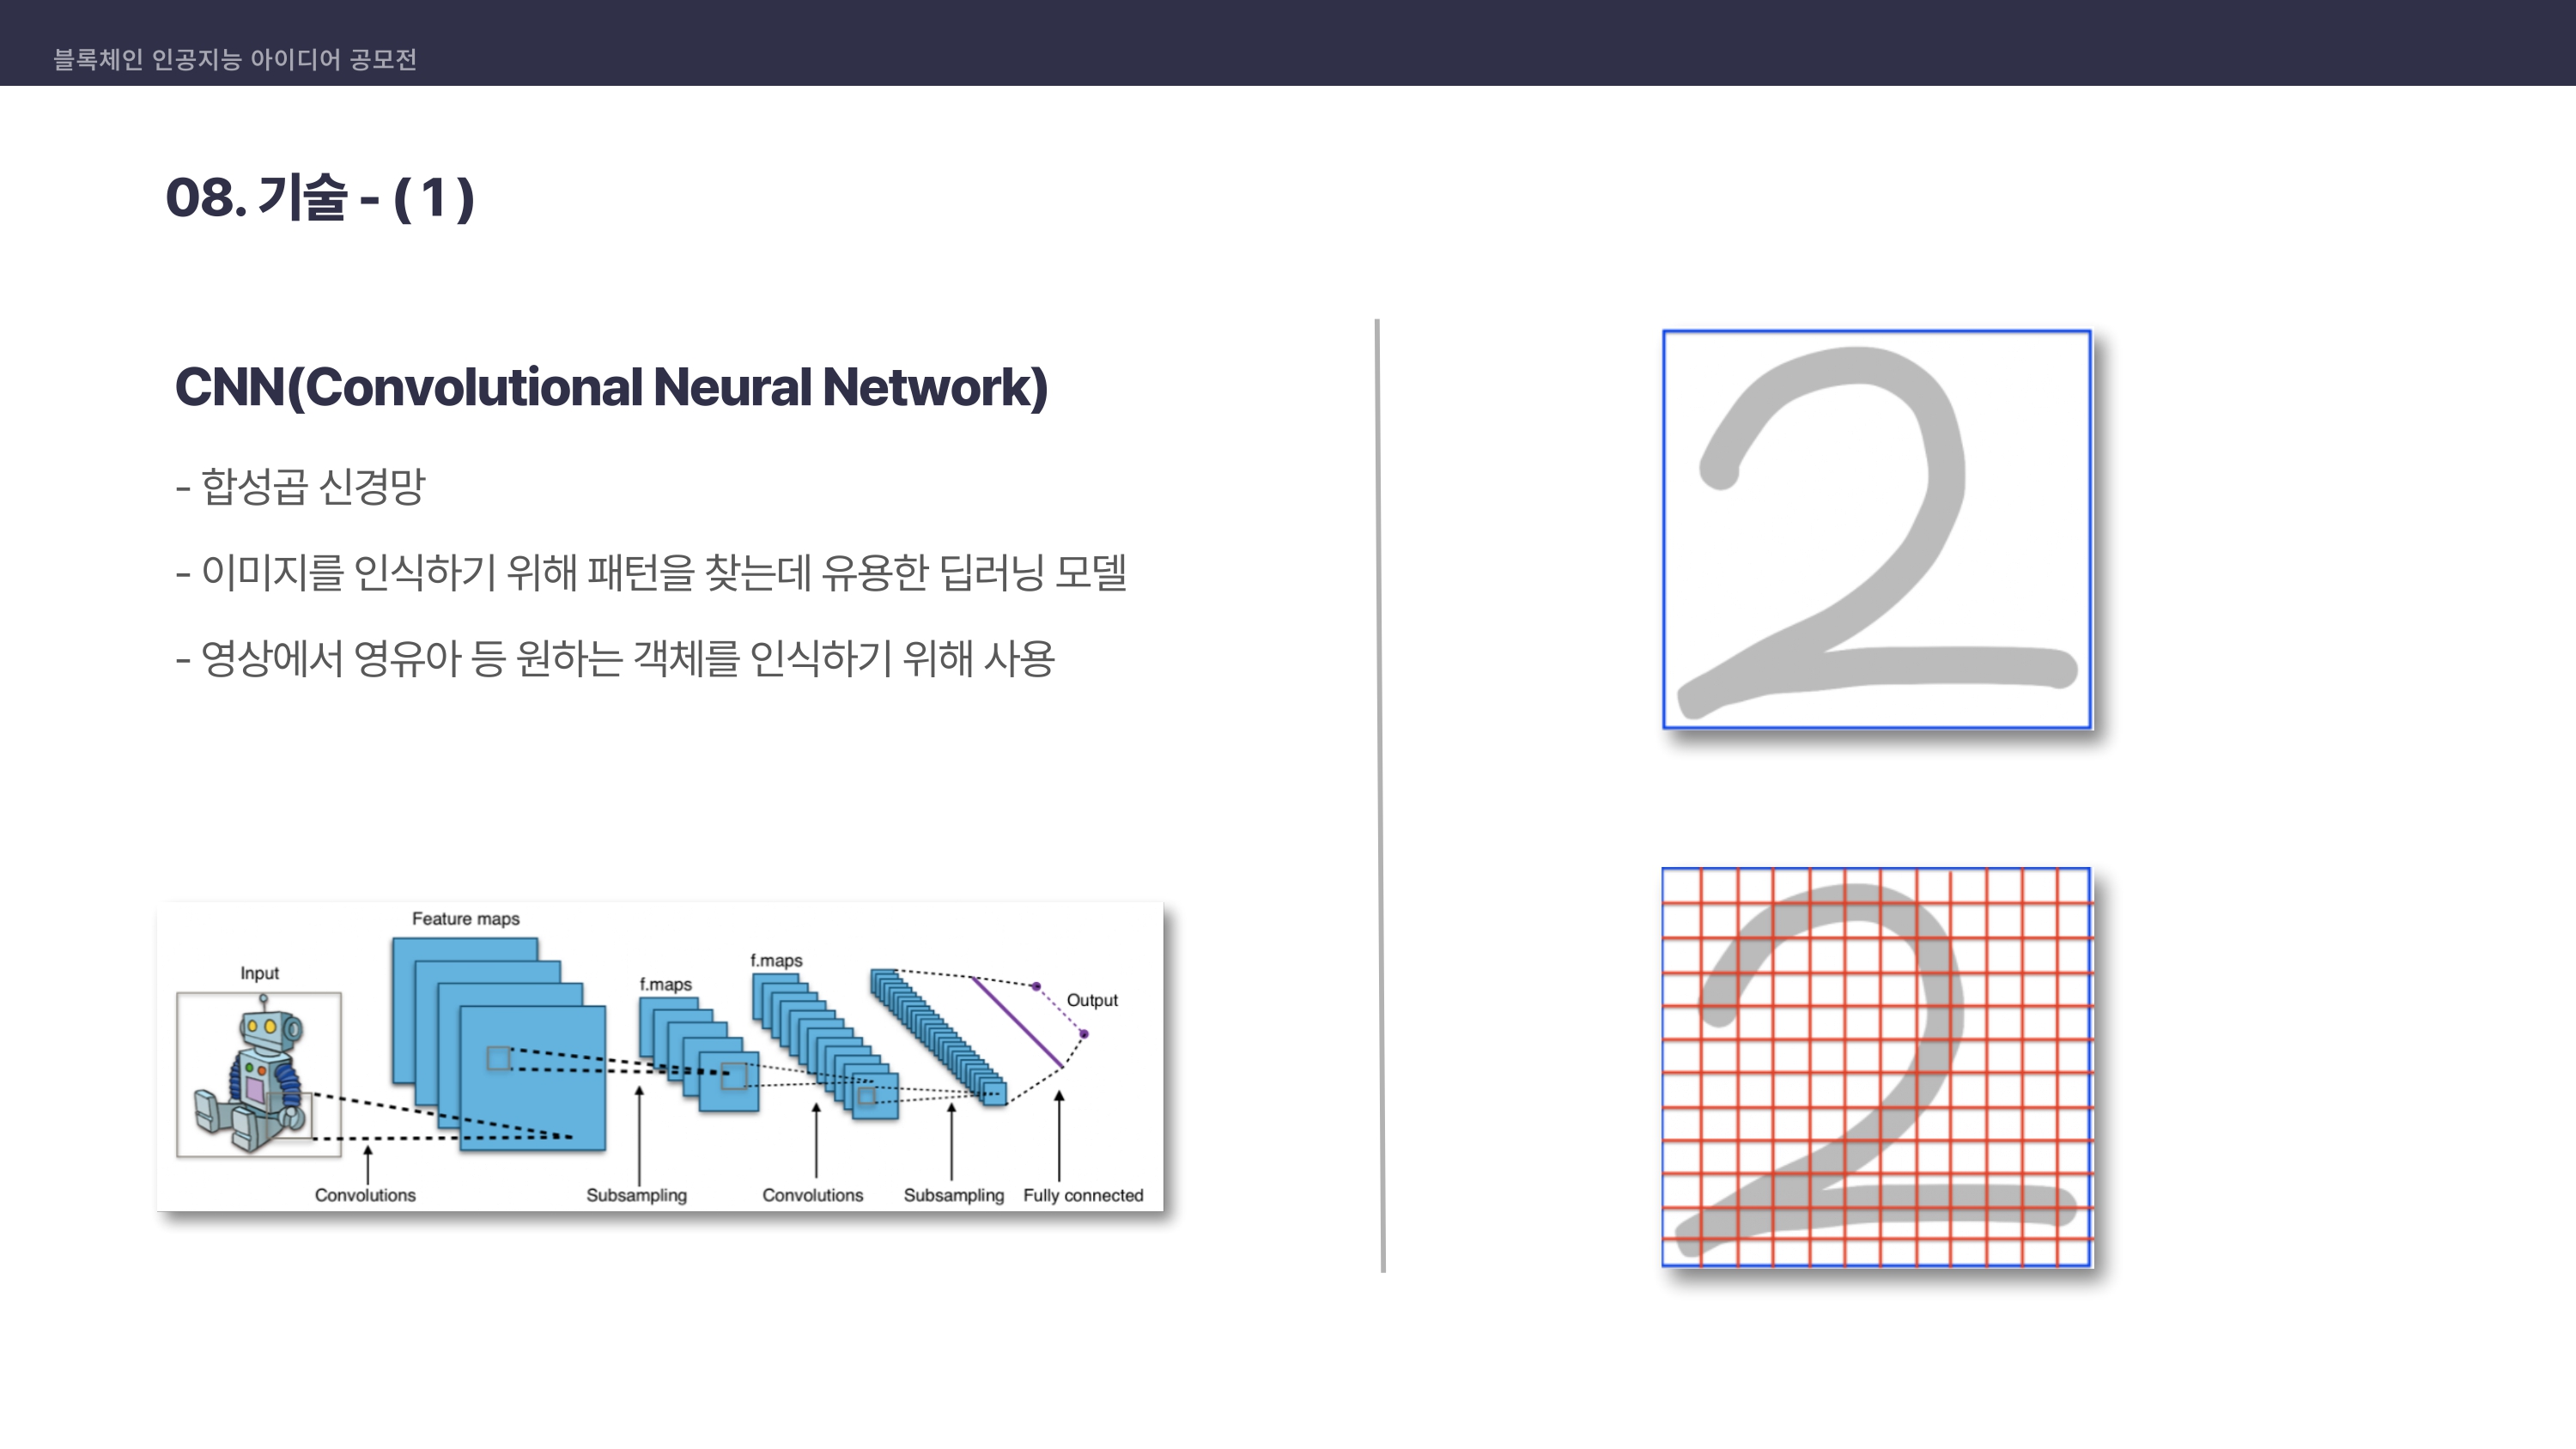 블록체인 인공지능 아이디어 공모전
08. 기술 - ( 1 )
CNN(Convolutional Neural Network)
- 합성곱 신경망
- 이미지를 인식하기 위해 패턴을 찾는데 유용한 딥러닝 모델
- 영상에서 영유아 등 원하는 객체를 인식하기 위해 사용
Feature maps
Input
f.maps
f.maps
Output
Convolutions
Subsampling
Convolutions
Subsampling
Fully connected
2
2